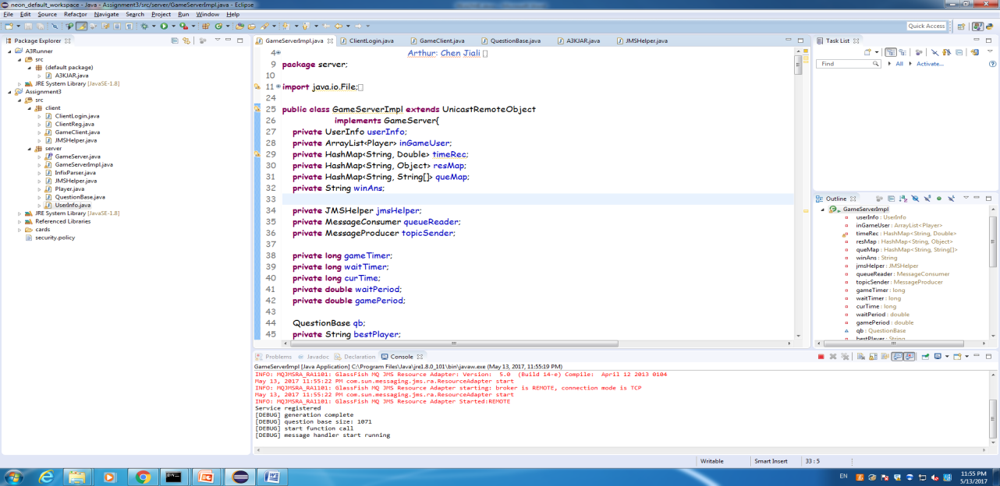 neon_default_workspace - Java - Assignment3/src/server/GameServerImpl.java - Eclipse
File Edit Source Refactor Navigate Search Project Run Window Help
Quick Access
Package Explorer
A3Runner
src
(default package)
A3KJAR.java
JRE System Library [JavaSE-1.8]
Assignment3
src
client
ClientLogin.java
ClientReg.java
GameClient.java
JMSHelper.java
server
GameServer.java
GameServerImpl.java
InfixParser.java
JMSHelper.java
Player.java
QuestionBase.java
UserInfo.java
JRE System Library [JavaSE-1.8]
Referenced Libraries
cards
security.policy
GameServerImpl.java ClientLogin.java GameClient.java QuestionBase.java A3KJAR.java JMSHelper.java
4 Arthur: Chen Jiali
9 package server;
10
11 import java.io.File;
24
25 public class GameServerImpl extends UnicastRemoteObject
26 implements GameServer{
27 private UserInfo userInfo;
28 private ArrayList<Player> inGameUser;
29 private HashMap<String, Double> timeRec;
30 private HashMap<String, Object> resMap;
31 private HashMap<String, String[]> queMap;
32 private String winAns;
33
34 private JMSHelper jmsHelper;
35 private MessageConsumer queueReader;
36 private MessageProducer topicSender;
37
38 private long gameTimer;
39 private long waitTimer;
40 private long curTime;
41 private double waitPeriod;
42 private double gamePeriod;
43
44 QuestionBase qb;
45 private String bestPlayer;
Task List
Find All Activate...
Outline
GameServerImpl
userInfo : UserInfo
inGameUser : ArrayList<Player>
timeRec : HashMap<String, Double>
resMap : HashMap<String, Object>
queMap : HashMap<String, String[]>
winAns : String
jmsHelper : JMSHelper
queueReader : MessageConsumer
topicSender : MessageProducer
gameTimer : long
waitTimer : long
curTime : long
waitPeriod : double
gamePeriod : double
qb : QuestionBase
bestPlayer : String
Problems Javadoc Declaration Console
GameServerImpl [Java Application] C:\Program Files\Java\jre1.8.0_101\bin\javaw.exe (May 13, 2017, 11:55:19 PM)
INFO: MQJMSRA_RA1101: GlassFish MQ JMS Resource Adapter: Version: 5.0 (Build 14-e) Compile: April 12 2013 0104
May 13, 2017 11:55:22 PM com.sun.messaging.jms.ra.ResourceAdapter start
INFO: MQJMSRA_RA1101: GlassFish MQ JMS Resource Adapter starting: broker is REMOTE, connection mode is TCP
May 13, 2017 11:55:22 PM com.sun.messaging.jms.ra.ResourceAdapter start
INFO: MQJMSRA_RA1101: GlassFish MQ JMS Resource Adapter Started:REMOTE
Service registered
[DEBUG] generation complete
[DEBUG] question base size: 1071
[DEBUG] start function call
[DEBUG] message handler start running
Writable Smart Insert 33 : 5
EN
11:55 PM
5/13/2017